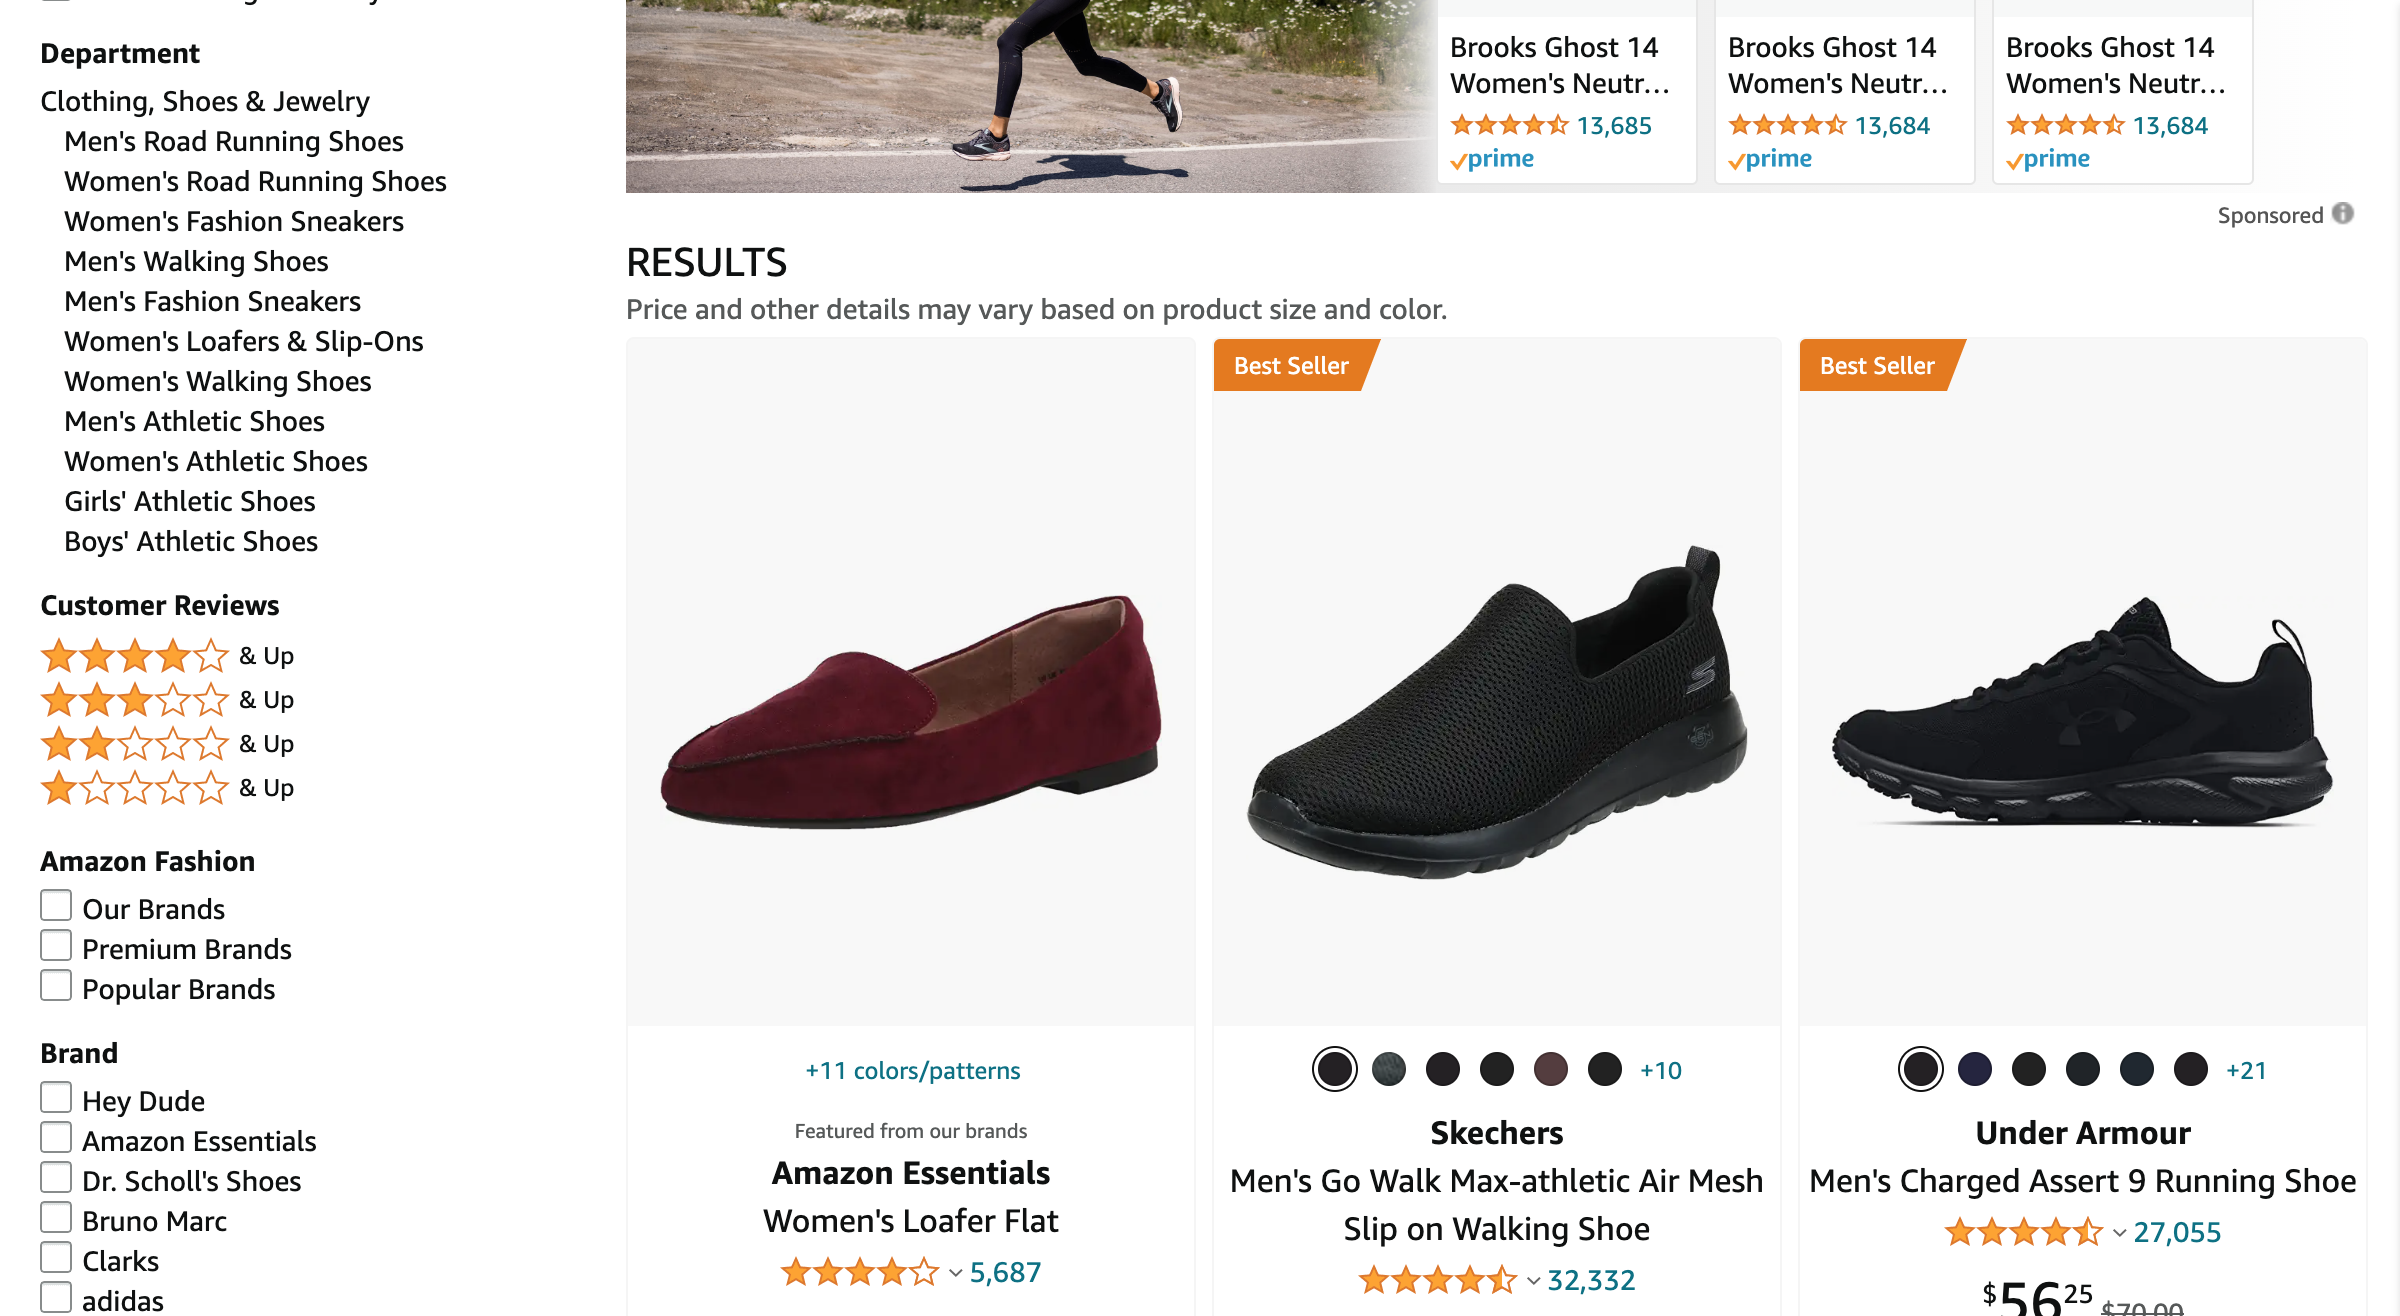 Department
Clothing, Shoes & Jewelry
Men's Road Running Shoes
Women's Road Running Shoes
Women's Fashion Sneakers
Men's Walking Shoes
Men's Fashion Sneakers
Women's Loafers & Slip-Ons
Women's Walking Shoes
Men's Athletic Shoes
Women's Athletic Shoes
Girls' Athletic Shoes
Boys' Athletic Shoes
Customer Reviews
& Up
& Up
& Up
& Up
Amazon Fashion
Our Brands
Premium Brands
Popular Brands
Brand
Hey Dude
Amazon Essentials
Dr. Scholl's Shoes
Bruno Marc
Clarks
adidas
Brooks Ghost 14
Women's Neutr...
13,685
prime
Brooks Ghost 14
Women's Neutr...
13,684
prime
Brooks Ghost 14
Women's Neutr...
13,684
prime
Sponsored
RESULTS
Price and other details may vary based on product size and color.
+11 colors/patterns
Featured from our brands
Amazon Essentials
Women's Loafer Flat
5,687
Best Seller
+10
Skechers
Men's Go Walk Max-athletic Air Mesh
Slip on Walking Shoe
32,332
Best Seller
+21
Under Armour
Men's Charged Assert 9 Running Shoe
27,055
$56.25 $70.00